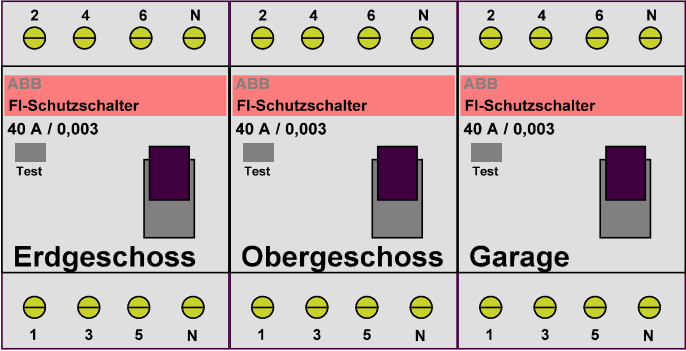 2 4 6 N 2 4 6 N 2 4 6 N
ABB ABB ABB
FI-Schutzschalter FI-Schutzschalter FI-Schutzschalter
40 A / 0,003 40 A / 0,003 40 A / 0,003
Test Test Test
Erdgeschoss Obergeschoss Garage
1 3 5 N 1 3 5 N 1 3 5 N